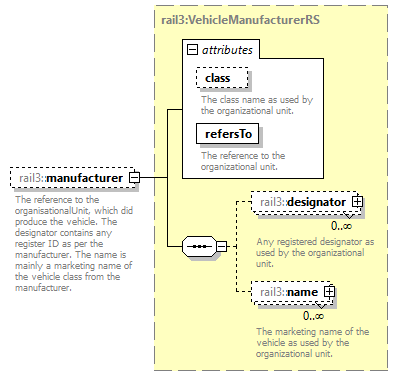 rail3:VehicleManufacturerRS
attributes
class
The class name as used by
the organizational unit.
refersTo
The reference to the
organizational unit.
rail3::manufacturer
The reference to the
organisationalUnit, which did
produce the vehicle. The
designator contains any
register ID as per the
manufacturer. The name is
mainly a marketing name of
the vehicle class from the
manufacturer.
rail3::designator
0..∞
Any registered designator as
used by the organizational
unit.
rail3::name
0..∞
The marketing name of the
vehicle as used by the
organizational unit.